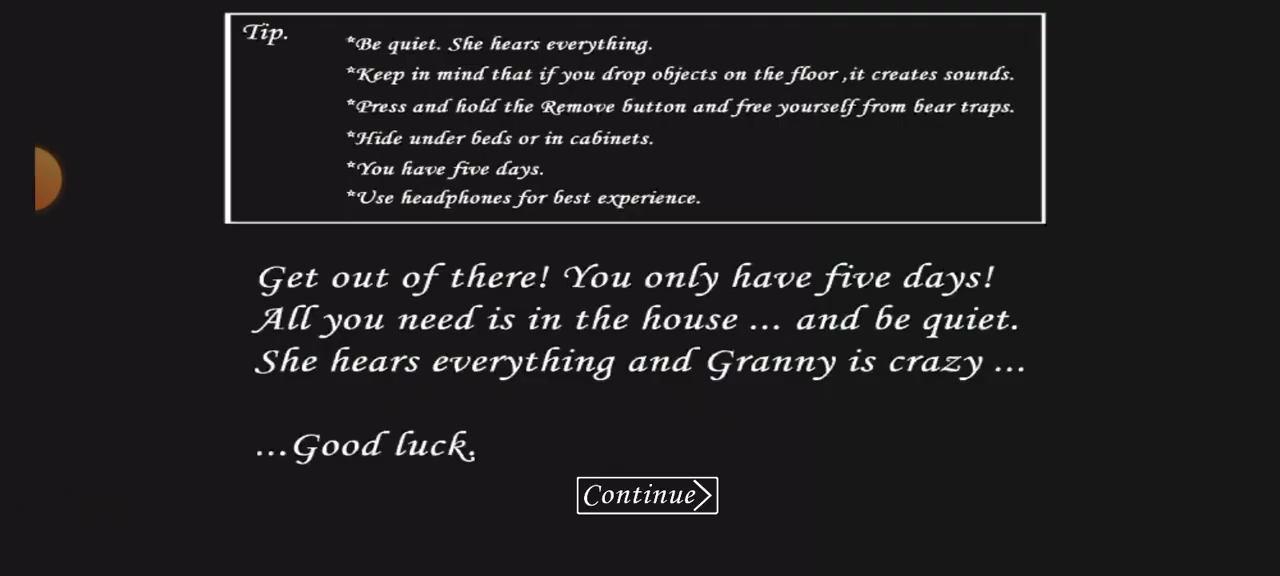 Tip.
*Be quiet. She hears everything.
*Keep in mind that if you drop objects on the floor ,it creates sounds.
*Press and hold the Remove button and free yourself from bear traps.
*Hide under beds or in cabinets.
*You have five days.
*Use headphones for best experience.
Get out of there! You only have five days!
All you need is in the house ... and be quiet.
She hears everything and Granny is crazy ...
...Good luck.
Continue